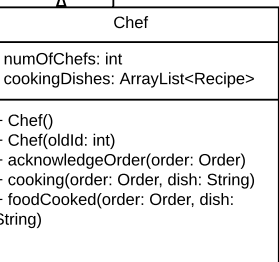 Chef
numOfChefs: int
cookingDishes: ArrayList<Recipe>
+ Chef()
+ Chef(oldId: int)
+ acknowledgeOrder(order: Order)
+ cooking(order: Order, dish: String)
+ foodCooked(order: Order, dish:
String)